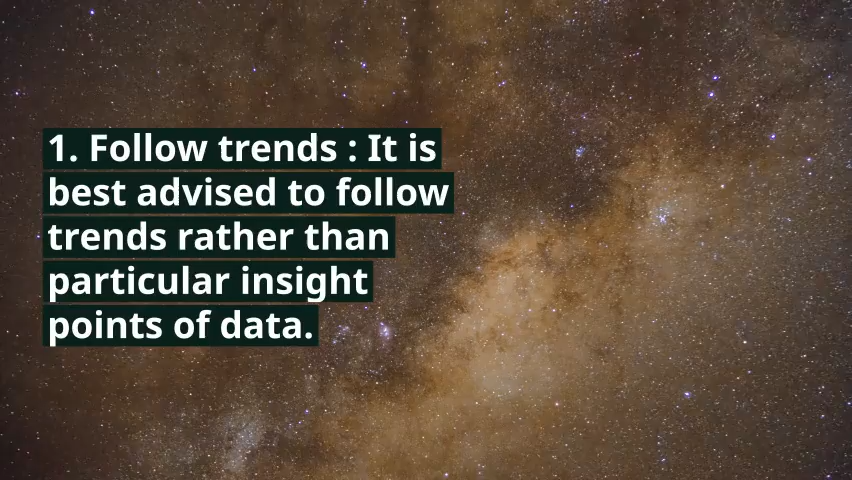 1. Follow trends : It is
best advised to follow
trends rather than
particular insight
points of data.